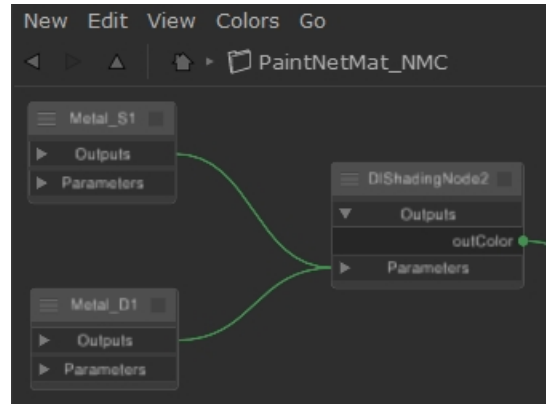 New Edit View Colors Go
PaintNetMat_NMC
Metal_S1
Outputs
Parameters
DlShadingNode2
Outputs
outColor
Parameters
Metal_D1
Outputs
Parameters